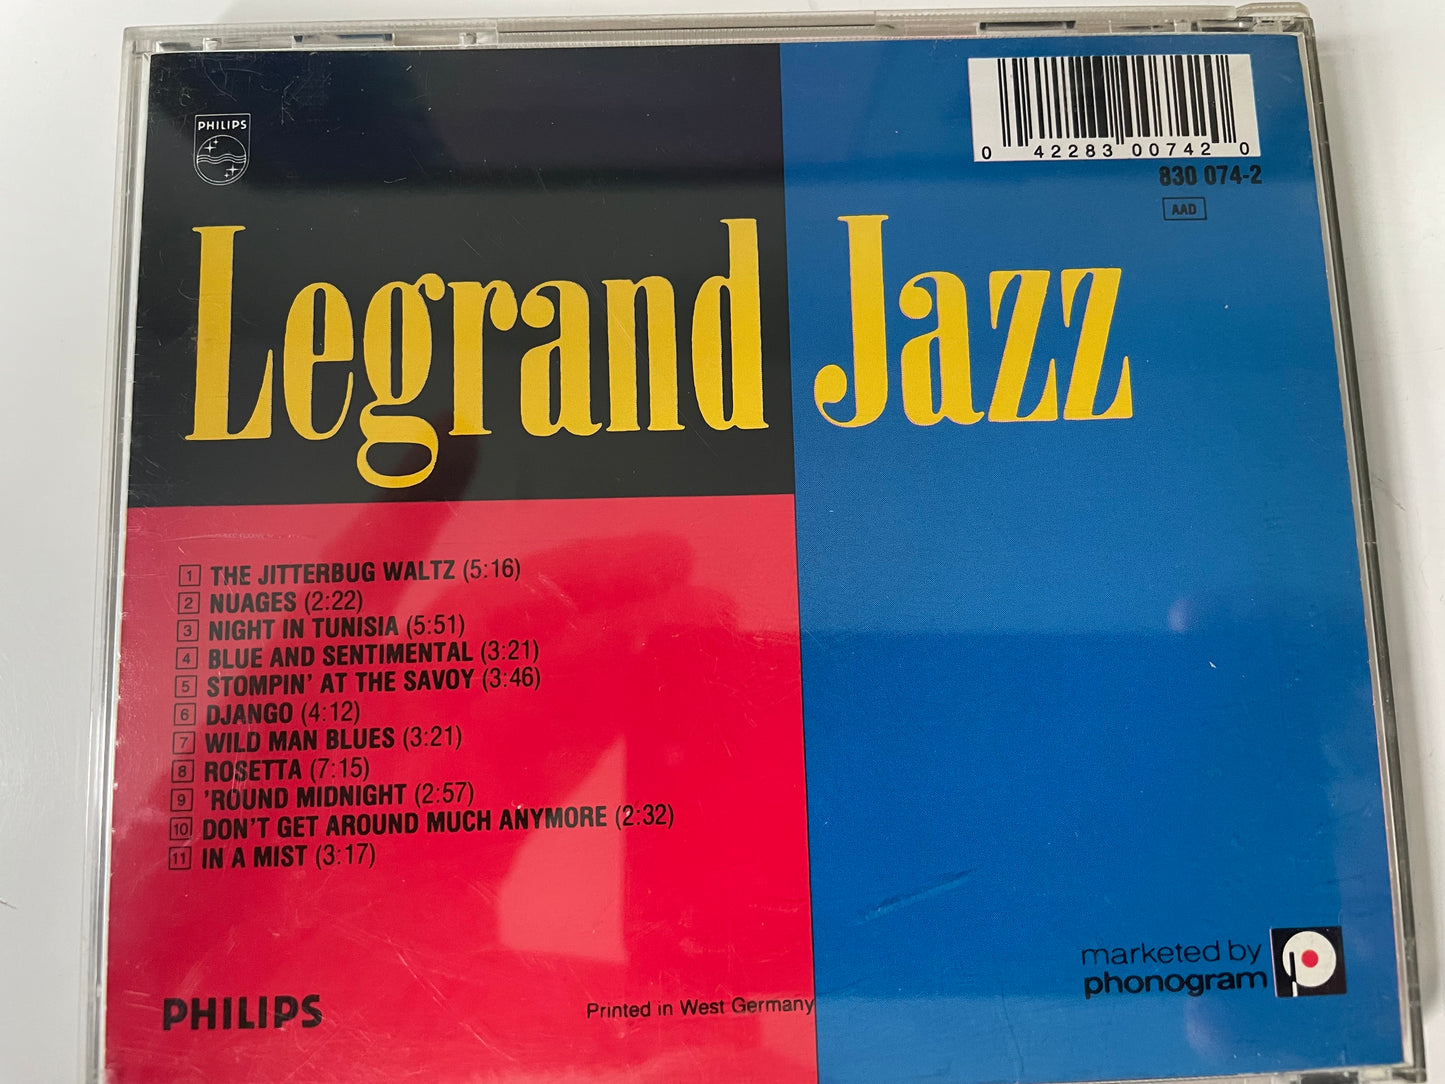 PHILIPS
0 42283 00742 0
830 074-2
AAD
Legrand Jazz
1 THE JITTERBUG WALTZ (5:16)
2 NUAGES (2:22)
3 NIGHT IN TUNISIA (5:51)
4 BLUE AND SENTIMENTAL (3:21)
5 STOMPIN' AT THE SAVOY (3:46)
6 DJANGO (4:12)
7 WILD MAN BLUES (3:21)
8 ROSETTA (7:15)
9 'ROUND MIDNIGHT (2:57)
10 DON'T GET AROUND MUCH ANYMORE (2:32)
11 IN A MIST (3:17)
marketed by
phonogram
PHILIPS
Printed in West Germany